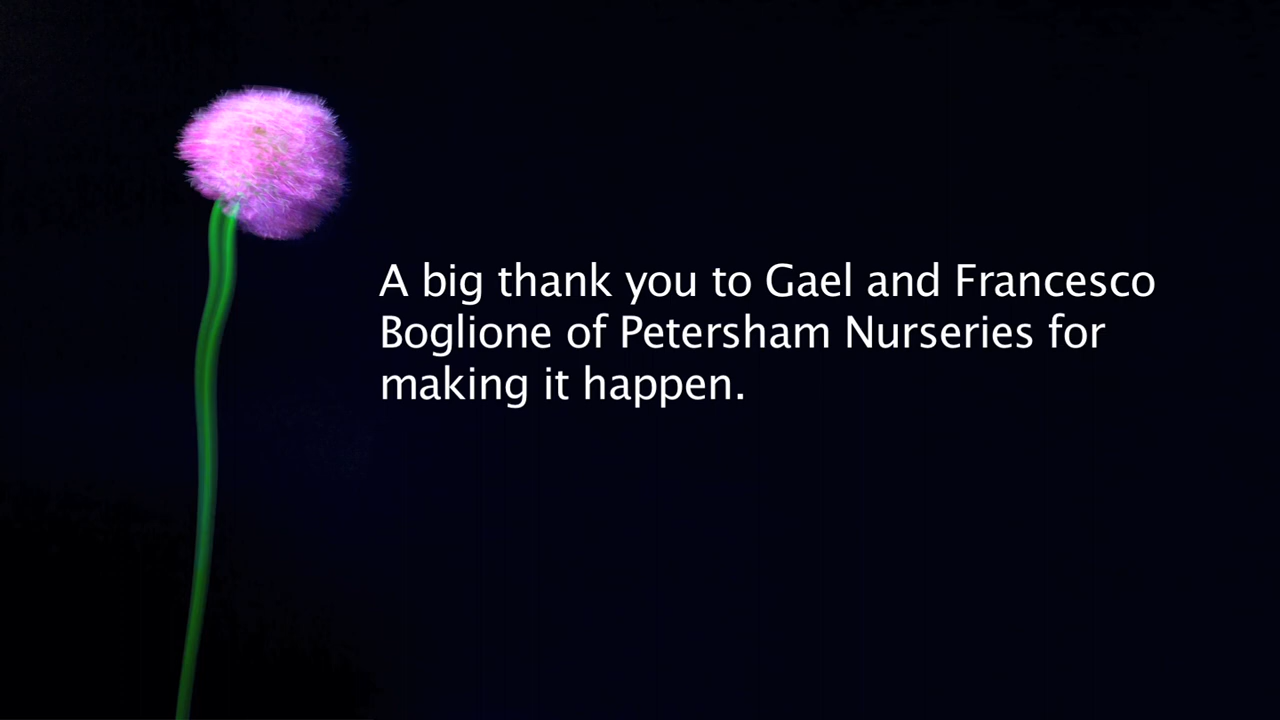 A big thank you to Gael and Francesco
Boglione of Petersham Nurseries for
making it happen.